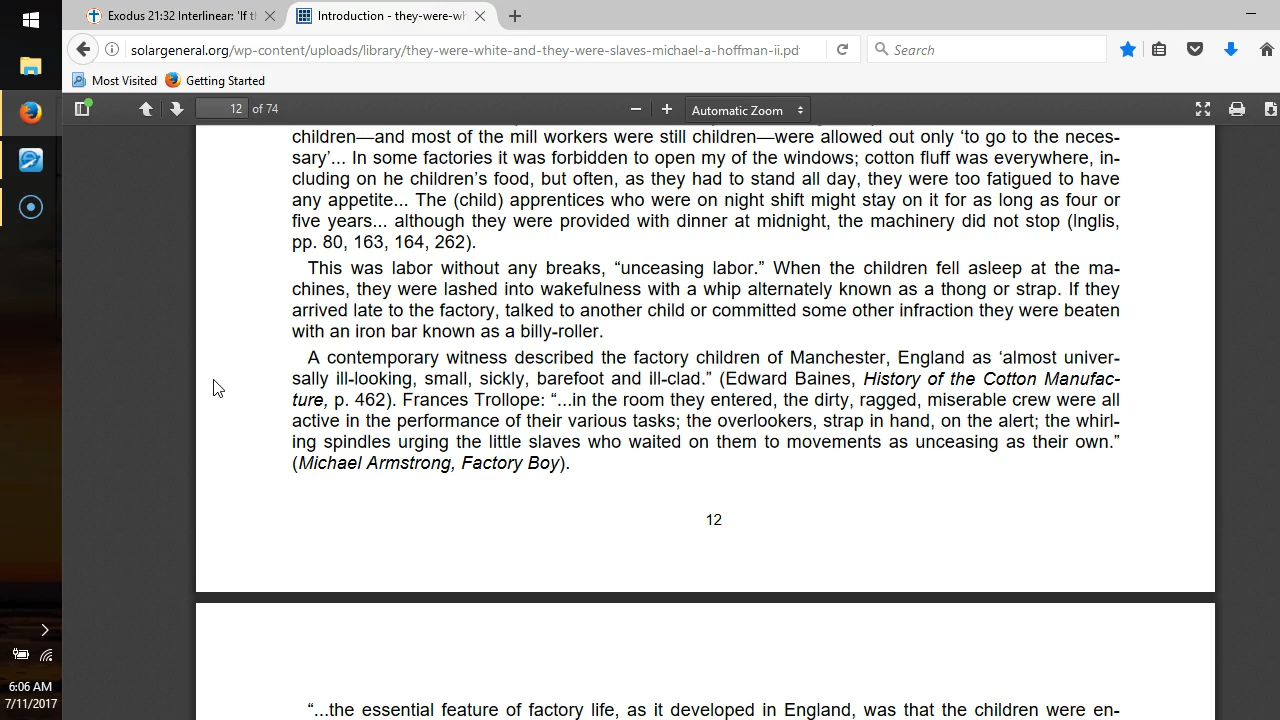 Exodus 21:32 Interlinear: 'If t
Introduction - they-were-wh
solargeneral.org/wp-content/uploads/library/they-were-white-and-they-were-slaves-michael-a-hoffman-ii.pd
Search
Most Visited
Getting Started
12 of 74
Automatic Zoom
children—and most of the mill workers were still children—were allowed out only 'to go to the neces-
sary'... In some factories it was forbidden to open my of the windows; cotton fluff was everywhere, in-
cluding on he children's food, but often, as they had to stand all day, they were too fatigued to have
any appetite... The (child) apprentices who were on night shift might stay on it for as long as four or
five years... although they were provided with dinner at midnight, the machinery did not stop (Inglis,
pp. 80, 163, 164, 262).
This was labor without any breaks, “unceasing labor.” When the children fell asleep at the ma-
chines, they were lashed into wakefulness with a whip alternately known as a thong or strap. If they
arrived late to the factory, talked to another child or committed some other infraction they were beaten
with an iron bar known as a billy-roller.
A contemporary witness described the factory children of Manchester, England as ‘almost univer-
sally ill-looking, small, sickly, barefoot and ill-clad.” (Edward Baines, History of the Cotton Manufac-
ture, p. 462). Frances Trollope: “...in the room they entered, the dirty, ragged, miserable crew were all
active in the performance of their various tasks; the overlookers, strap in hand, on the alert; the whirl-
ing spindles urging the little slaves who waited on them to movements as unceasing as their own.”
(Michael Armstrong, Factory Boy).
12
“...the essential feature of factory life, as it developed in England, was that the children were en-
6:06 AM
7/11/2017